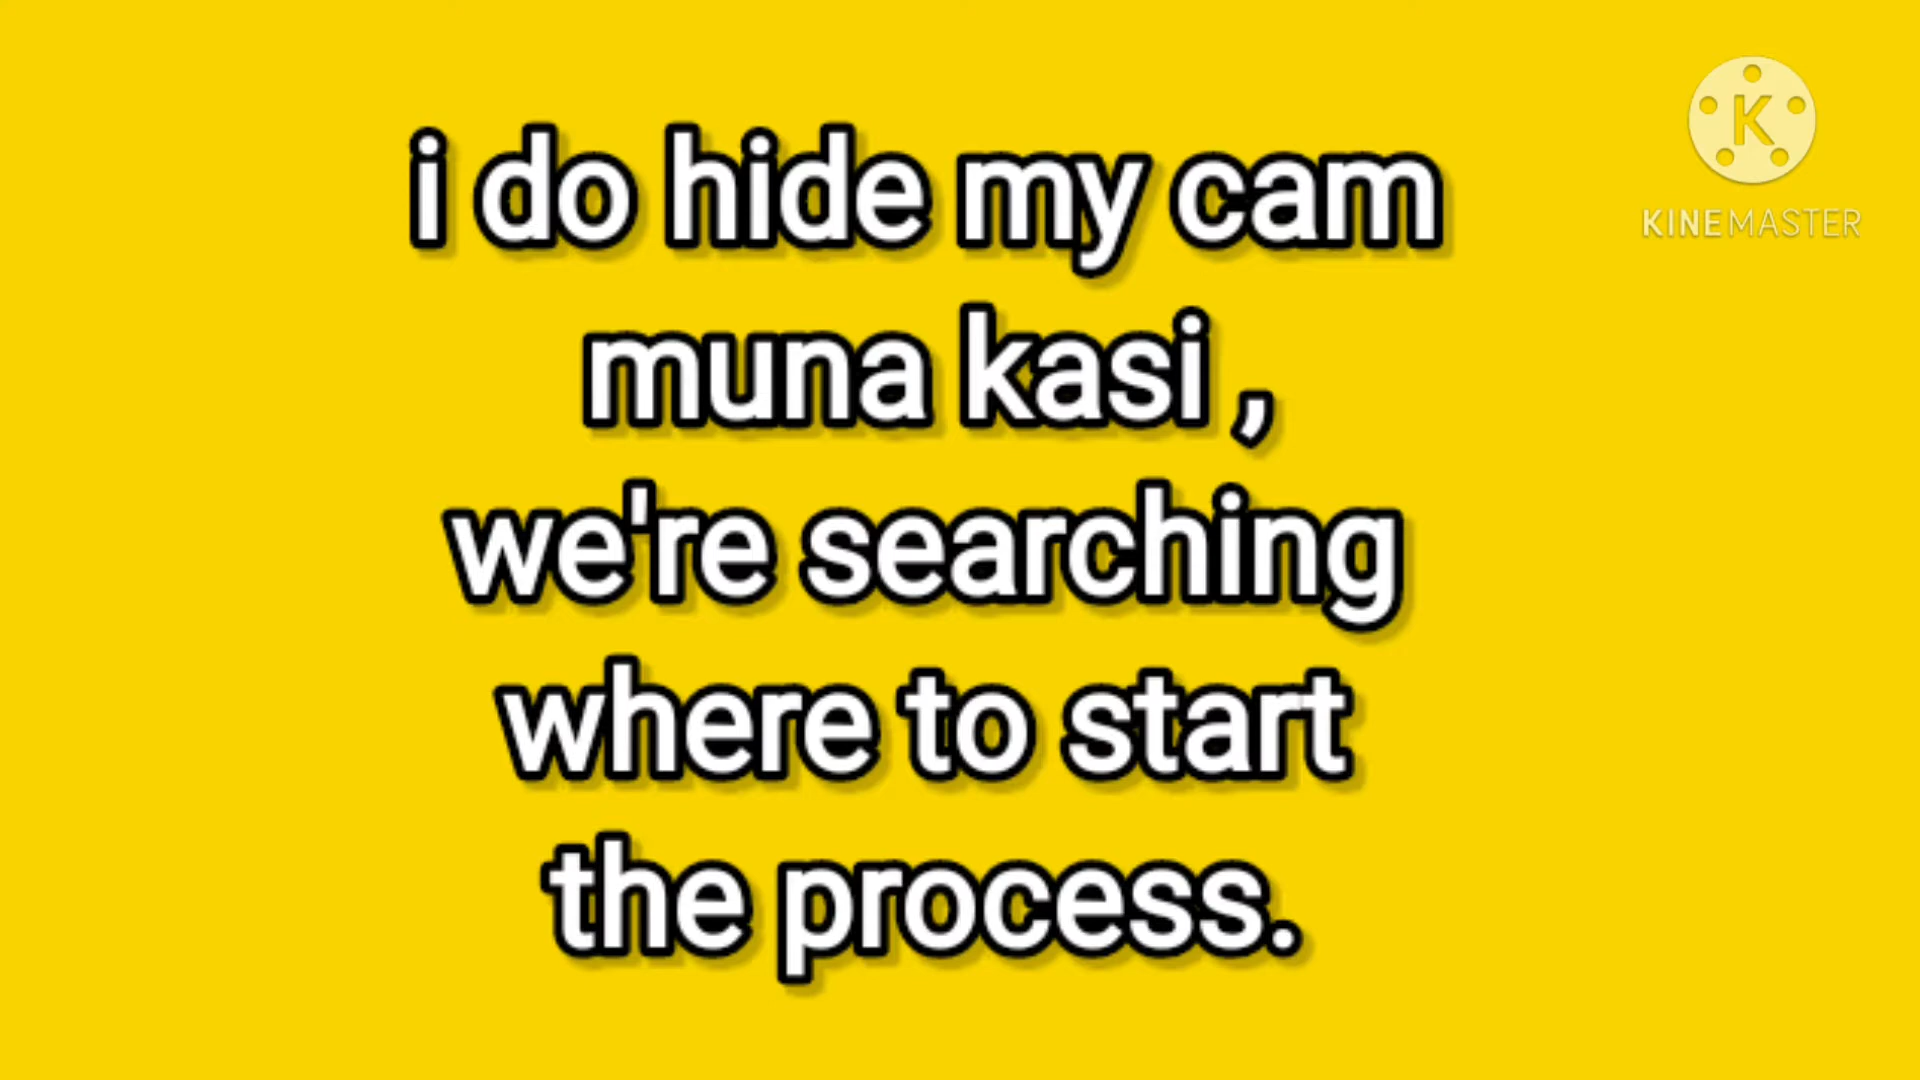 i do hide my cam
muna kasi ,
we're searching
where to start
the process.
K
KINEMASTER